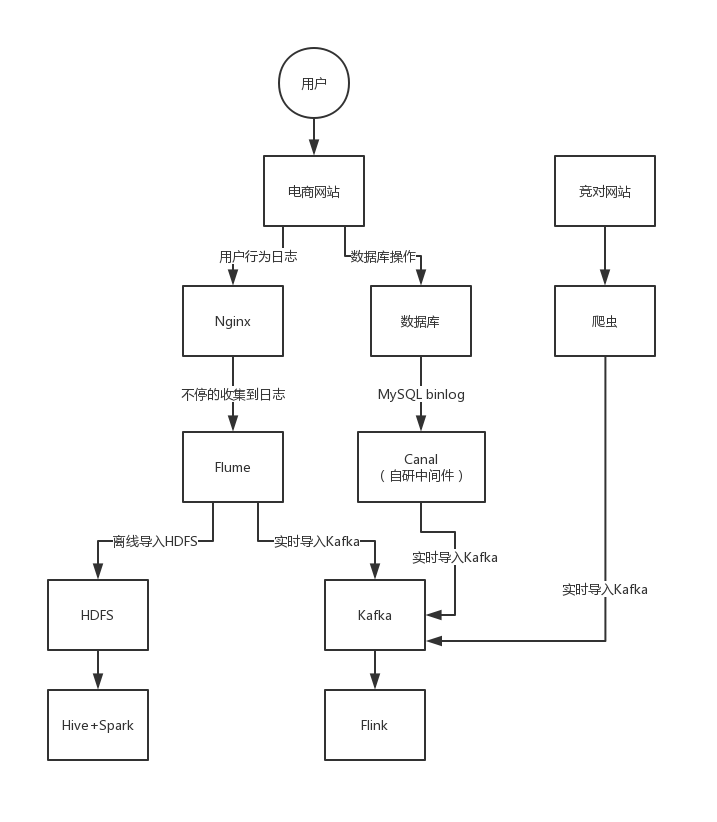 用户
电商网站
竞对网站
用户行为日志
数据库操作
Nginx
数据库
爬虫
不停的收集到日志
MySQL binlog
Flume
Canal
（自研中间件）
离线导入HDFS
实时导入Kafka
实时导入Kafka
实时导入Kafka
HDFS
Kafka
Hive+Spark
Flink